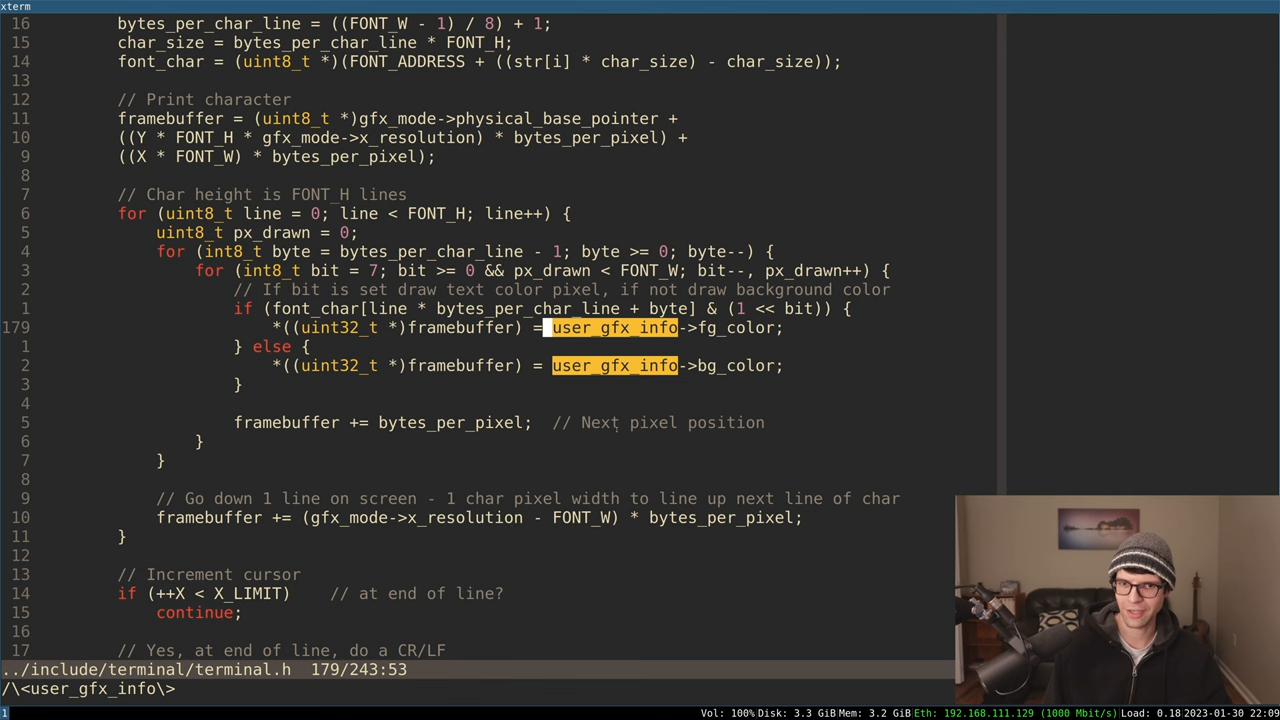 xterm
16 bytes_per_char_line = ((FONT_W - 1) / 8) + 1;
15 char_size = bytes_per_char_line * FONT_H;
14 font_char = (uint8_t *)(FONT_ADDRESS + ((str[i] * char_size) - char_size));
13
12 // Print character
11 framebuffer = (uint8_t *)gfx_mode->physical_base_pointer +
10 ((Y * FONT_H * gfx_mode->x_resolution) * bytes_per_pixel) +
9 ((X * FONT_W) * bytes_per_pixel);
8
7 // Char height is FONT_H lines
6 for (uint8_t line = 0; line < FONT_H; line++) {
5 uint8_t px_drawn = 0;
4 for (int8_t byte = bytes_per_char_line - 1; byte >= 0; byte--) {
3 for (int8_t bit = 7; bit >= 0 && px_drawn < FONT_W; bit--, px_drawn++) {
2 // If bit is set draw text color pixel, if not draw background color
1 if (font_char[line * bytes_per_char_line + byte] & (1 << bit)) {
179 *((uint32_t *)framebuffer) = user_gfx_info->fg_color;
1 } else {
2 *((uint32_t *)framebuffer) = user_gfx_info->bg_color;
3 }
4
5 framebuffer += bytes_per_pixel; // Next pixel position
6 }
7 }
8
9 // Go down 1 line on screen - 1 char pixel width to line up next line of char
10 framebuffer += (gfx_mode->x_resolution - FONT_W) * bytes_per_pixel;
11 }
12
13 // Increment cursor
14 if (++X < X_LIMIT) // at end of line?
15 continue;
16
17 // Yes, at end of line, do a CR/LF
../include/terminal/terminal.h 179/243:53
/\<user_gfx_info\>
1 Vol: 100% Disk: 3.3 GiB Mem: 3.2 GiB Eth: 192.168.111.129 (1000 Mbit/s) Load: 0.18 2023-01-30 22:09